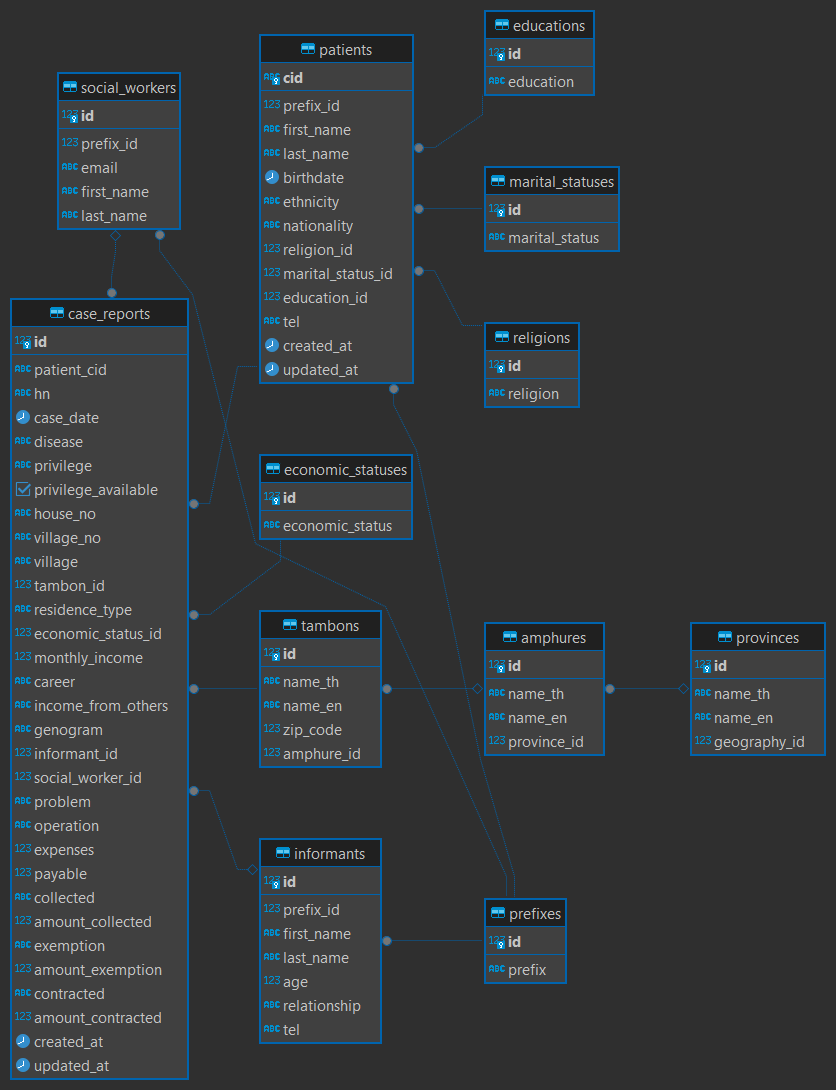 social_workers
id
prefix_id
email
first_name
last_name
patients
cid
prefix_id
first_name
last_name
birthdate
ethnicity
nationality
religion_id
marital_status_id
education_id
tel
created_at
updated_at
educations
id
education
marital_statuses
id
marital_status
religions
id
religion
case_reports
id
patient_cid
hn
case_date
disease
privilege
privilege_available
house_no
village_no
village
tambon_id
residence_type
economic_status_id
monthly_income
career
income_from_others
genogram
informant_id
social_worker_id
problem
operation
expenses
payable
collected
amount_collected
exemption
amount_exemption
contracted
amount_contracted
created_at
updated_at
economic_statuses
id
economic_status
tambons
id
name_th
name_en
zip_code
amphure_id
amphures
id
name_th
name_en
province_id
provinces
id
name_th
name_en
geography_id
informants
id
prefix_id
first_name
last_name
age
relationship
tel
prefixes
id
prefix